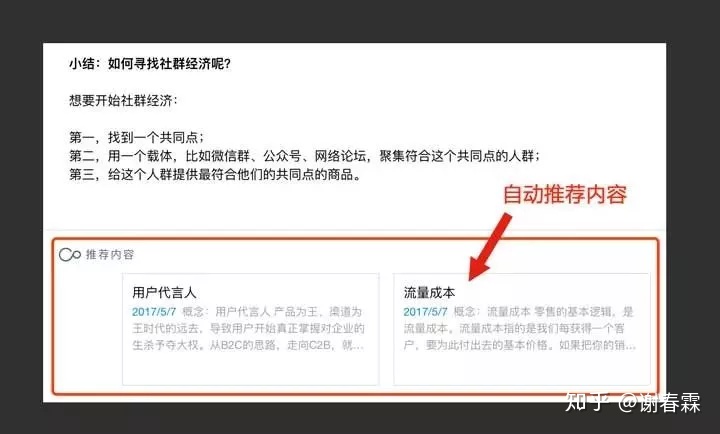 小结：如何寻找社群经济呢？
想要开始社群经济：
第一，找到一个共同点；
第二，用一个载体，比如微信群、公众号、网络论坛，聚集符合这个共同点的人群；
第三，给这个人群提供最符合他们的共同点的商品。
自动推荐内容
推荐内容
用户代言人
2017/5/7 概念：用户代言人 产品为王，渠道为
王时代的远去，导致用户开始真正掌握对企业的
生杀予夺大权。从B2C的思路，走向C2B，就…
流量成本
2017/5/7 概念：流量成本 零售的基本逻辑，是
流量成本。流量成本指的是我们每获得一个客
户，要为此付出去的基本价格。如果把你的销…
知乎 @谢春霖